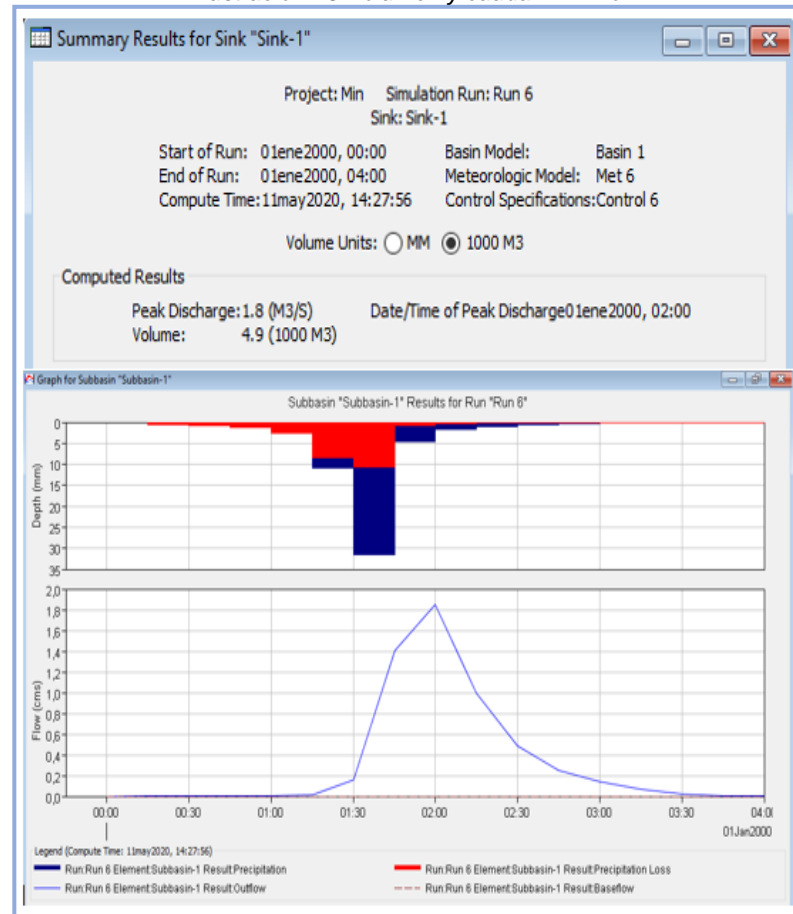 Summary Results for Sink "Sink-1"
Project: Min Simulation Run: Run 6
Sink: Sink-1
Start of Run: 01ene2000, 00:00 Basin Model: Basin 1
End of Run: 01ene2000, 04:00 Meteorologic Model: Met 6
Compute Time:11may2020, 14:27:56 Control Specifications:Control 6
Volume Units: MM 1000 M3
Computed Results
Peak Discharge:1.8 (M3/S) Date/Time of Peak Discharge01ene2000, 02:00
Volume: 4.9 (1000 M3)
Graph for Subbasin "Subbasin-1"
Subbasin "Subbasin-1" Results for Run "Run 6"
Depth (mm)
0
5
10
15
20
25
30
35
Flow (cms)
2,0
1,8
1,6
1,4
1,2
1,0
0,8
0,6
0,4
0,2
0,0
00:00 00:30 01:00 01:30 02:00 02:30 03:00 03:30 04:0
01Jan2000
Legend (Compute Time: 11may2020, 14:27:56)
Run:Run 6 Element:Subbasin-1 Result:Precipitation Run:Run 6 Element:Subbasin-1 Result:Precipitation Loss
Run:Run 6 Element:Subbasin-1 Result:Outflow Run:Run 6 Element:Subbasin-1 Result:Baseflow